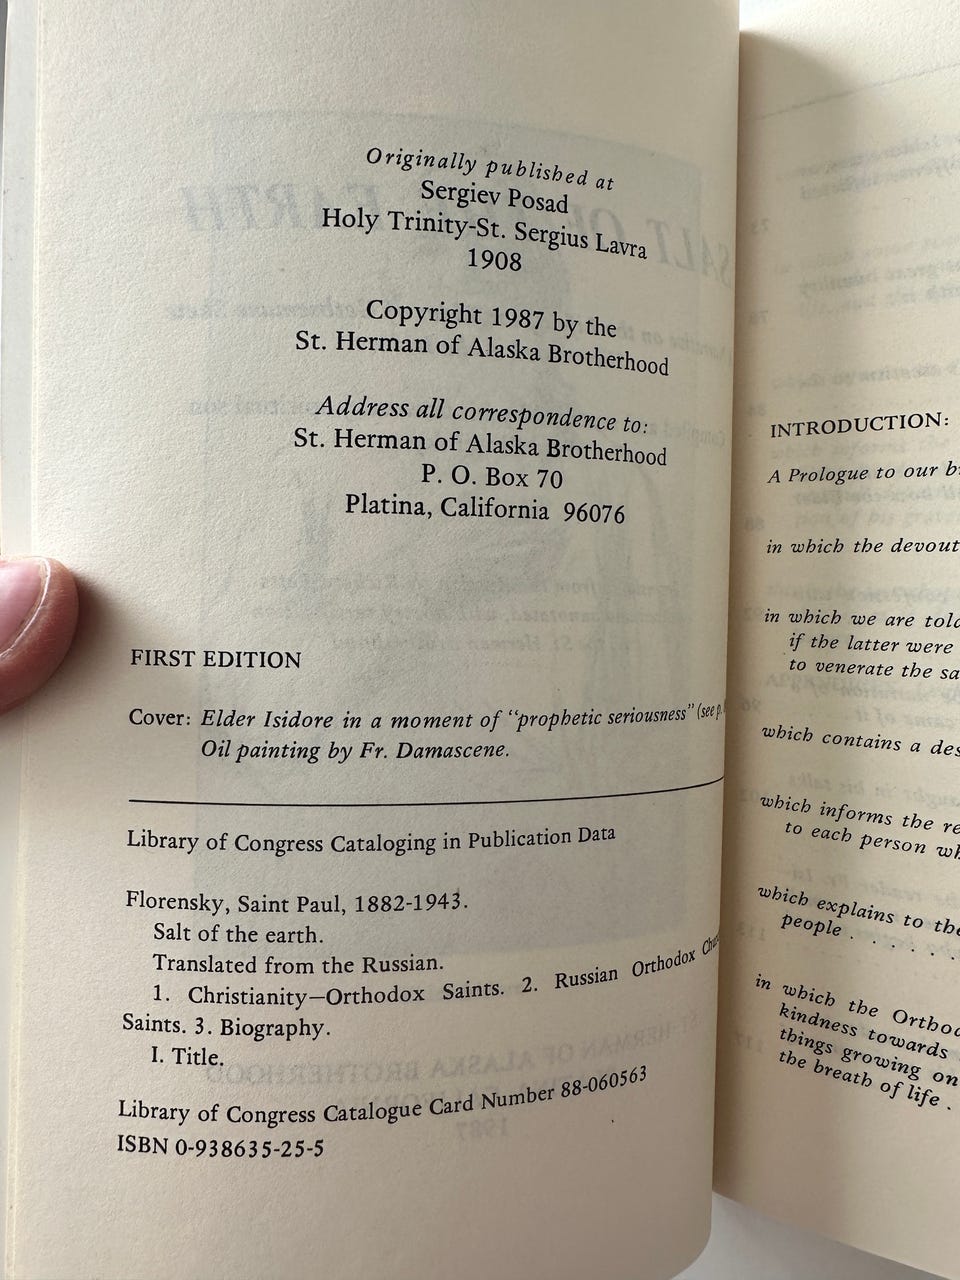 Originally published at
Sergiev Posad
Holy Trinity-St. Sergius Lavra
1908
Copyright 1987 by the
St. Herman of Alaska Brotherhood
Address all correspondence to:
St. Herman of Alaska Brotherhood
P. O. Box 70
Platina, California 96076
FIRST EDITION
Cover: Elder Isidore in a moment of “prophetic seriousness” (see p.
Oil painting by Fr. Damascene.
Library of Congress Cataloging in Publication Data
Florensky, Saint Paul, 1882-1943.
Salt of the earth.
Translated from the Russian.
1. Christianity—Orthodox Saints. 2. Russian Orthodox
Saints. 3. Biography.
I. Title.
Library of Congress Catalogue Card Number 88-060563
ISBN 0-938635-25-5
INTRODUCTION:
A Prologue to our
in which the devout
in which we are told
if the latter were
to venerate the
which contains a
which informs the
to each person
which explains to the
people . . . . .
in which the
kindness towards
things growing on
the breath of life .